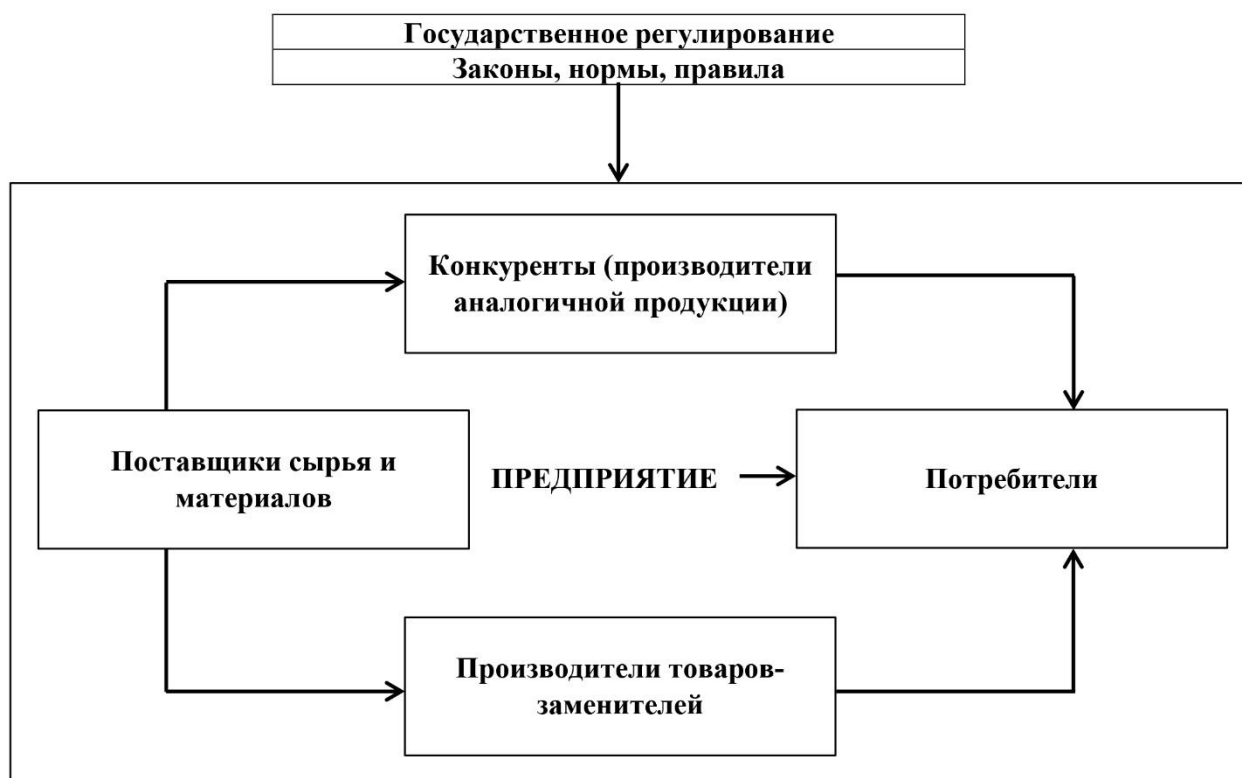 Государственное регулирование
Законы, нормы, правила
Конкуренты (производители
аналогичной продукции)
Поставщики сырья и
материалов
ПРЕДПРИЯТИЕ
Потребители
Производители товаров-
заменителей